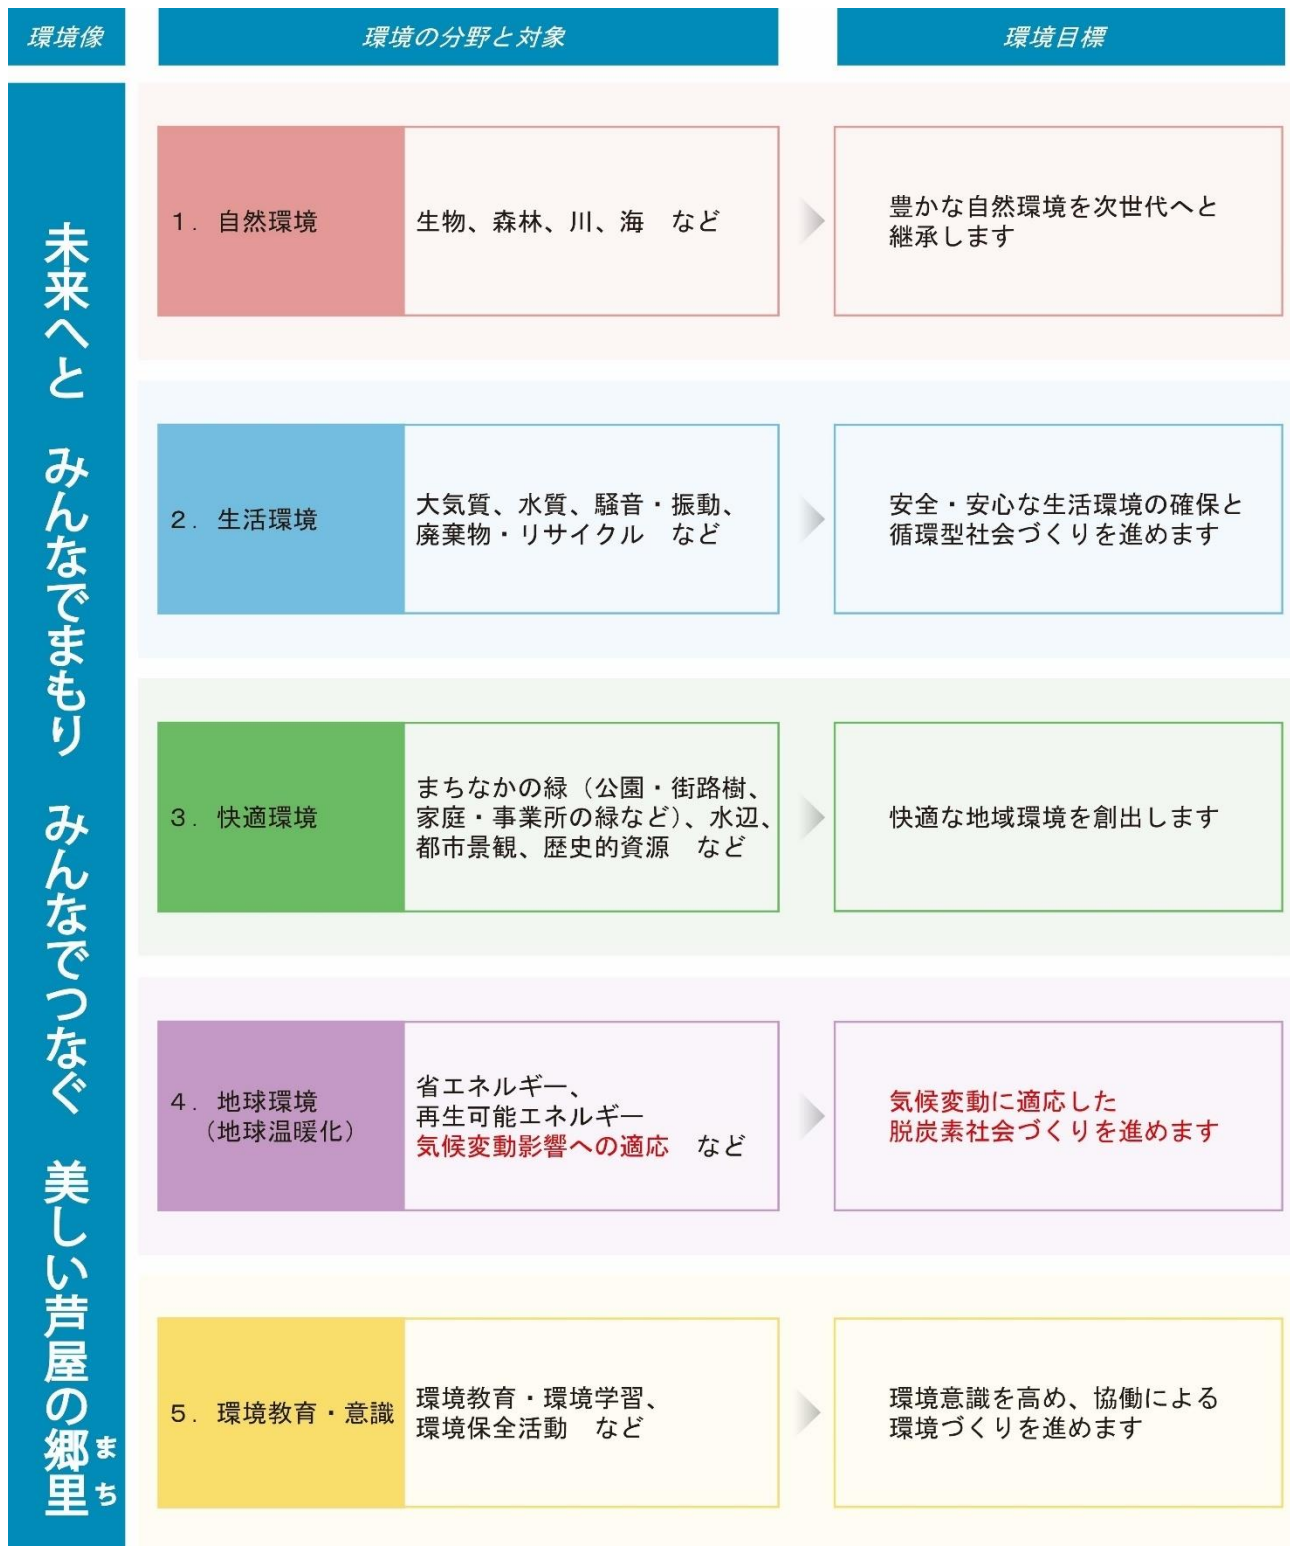 環境像
環境の分野と対象
環境目標
未来へと　みんなでまもり　みんなでつなぐ　美しい芦屋の郷里
まち
1．自然環境
生物、森林、川、海　など
豊かな自然環境を次世代へと
継承します
2．生活環境
大気質、水質、騒音・振動、
廃棄物・リサイクル　など
安全・安心な生活環境の確保と
循環型社会づくりを進めます
3．快適環境
まちなかの緑（公園・街路樹、
家庭・事業所の緑など）、水辺、
都市景観、歴史的資源　など
快適な地域環境を創出します
4．地球環境
（地球温暖化）
省エネルギー、
再生可能エネルギー
気候変動影響への適応　など
気候変動に適応した
脱炭素社会づくりを進めます
5．環境教育・意識
環境教育・環境学習、
環境保全活動　など
環境意識を高め、協働による
環境づくりを進めます